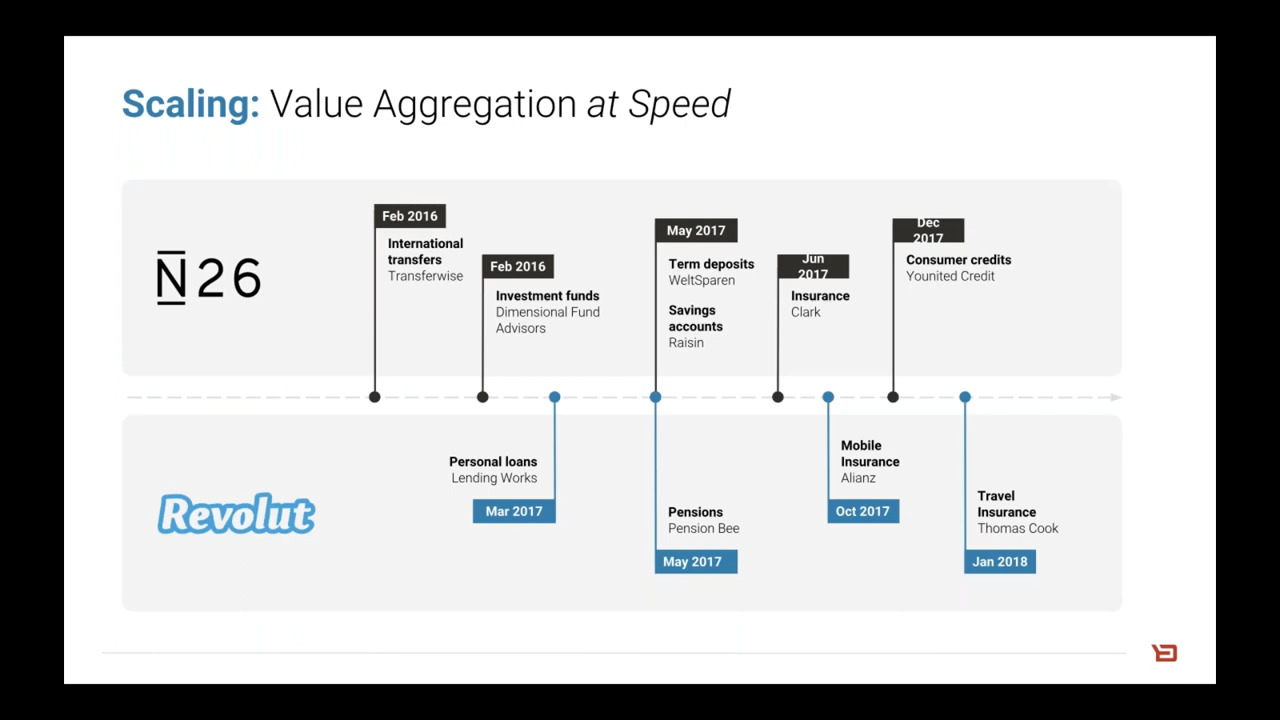 Scaling: Value Aggregation at Speed
N26
Feb 2016
International
transfers
Transferwise
Feb 2016
Investment funds
Dimensional Fund
Advisors
May 2017
Term deposits
WeltSparen
Savings
accounts
Raisin
Jun
2017
Insurance
Clark
Dec
2017
Consumer credits
Younited Credit
Revolut
Personal loans
Lending Works
Mar 2017
Pensions
Pension Bee
May 2017
Mobile
Insurance
Alianz
Oct 2017
Travel
Insurance
Thomas Cook
Jan 2018